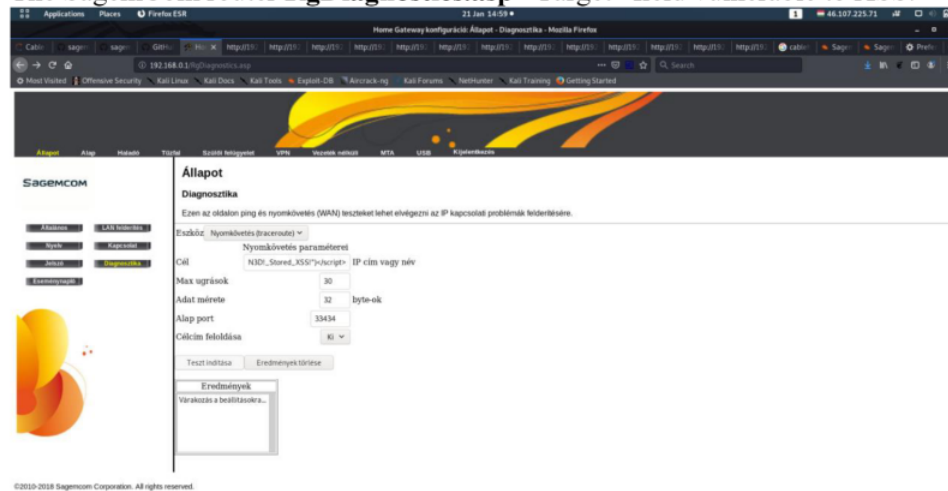 Applications Places Firefox ESR 21 Jan 14:59 1 46.107.225.71
Home Gateway konfiguráció: Állapot - Diagnosztika - Mozilla Firefox
192.168.0.1/RgDiagnostics.asp Search
Most Visited Offensive Security Kali Linux Kali Docs Kali Tools Exploit-DB Aircrack-ng Kali Forums NetHunter Kali Training Getting Started
Állapot Alap Haladó Tűzfal Szülői felügyelet VPN Vezeték nélküli MTA USB Kijelentkezés
SAGEMCOM
Állapot
Diagnosztika
Ezen az oldalon ping és nyomkövetés (WAN) teszteket lehet elvégezni az IP kapcsolati problémák felderítésére.
Általános LAN felderítés
Nyelv Kapcsolat
Jelszó Diagnosztika
Eseménynapló
Eszköz Nyomkövetés (traceroute)
Nyomkövetés paraméterei
Cél N3D!_Stored_XSS!")</script> IP cím vagy név
Max ugrások 30
Adat mérete 32 byte-ok
Alap port 33434
Célcím feloldása Ki
Teszt indítása Eredmények törlése
Eredmények
Várakozás a beállításokra...
©2010-2018 Sagemcom Corporation. All rights reserved.